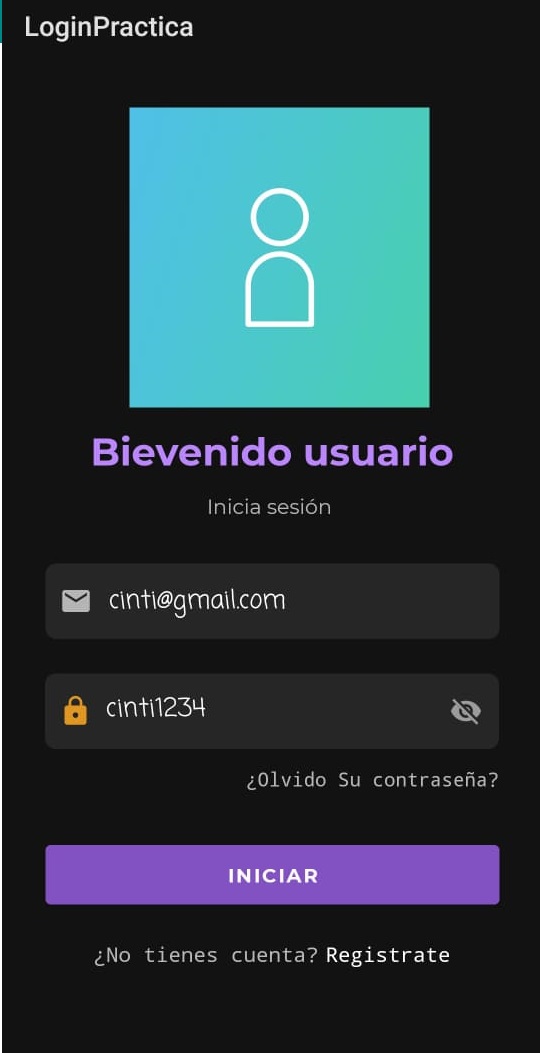 LoginPractica
Bievenido usuario
Inicia sesión
cinti@gmail.com
cinti1234
¿Olvido Su contraseña?
INICIAR
¿No tienes cuenta? Registrate